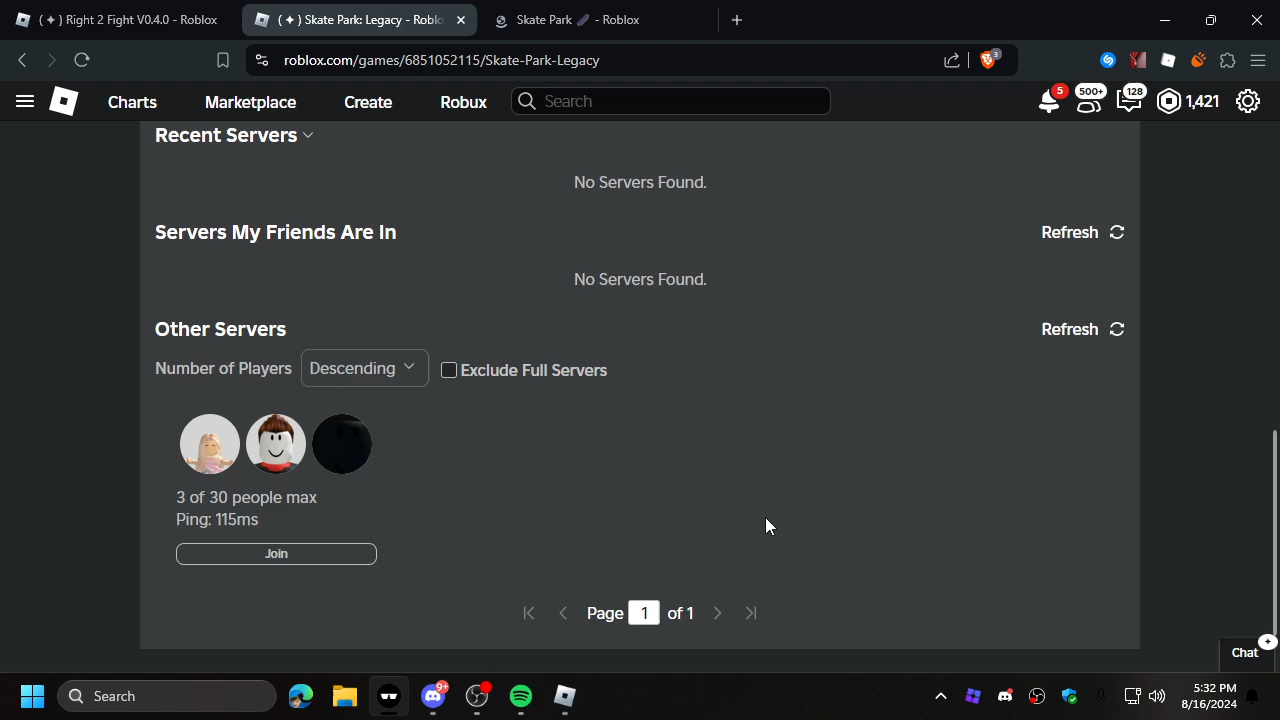 ( ✦ ) Right 2 Fight V0.4.0 - Roblox
( ✦ ) Skate Park: Legacy - Roblo
Skate Park 🛹 - Roblox
roblox.com/games/6851052115/Skate-Park-Legacy
3
Charts
Marketplace
Create
Robux
Search
5
500+
128
1,421
Recent Servers
No Servers Found.
Servers My Friends Are In
Refresh
No Servers Found.
Other Servers
Refresh
Number of Players
Descending
Exclude Full Servers
3 of 30 people max
Ping: 115ms
Join
Page 1 of 1
Chat
Search
9+
5:32 PM
8/16/2024